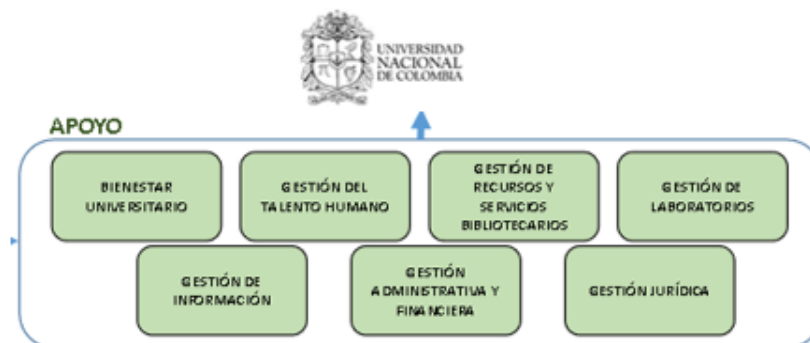 UNIVERSIDAD
NACIONAL
DE COLOMBIA
APOYO
BIENESTAR
UNIVERSITARIO
GESTIÓN DEL
TALENTO HUMANO
GESTIÓN DE
RECURSOS Y
SERVICIOS
BIBLIOTECARIOS
GESTIÓN DE
LABORATORIOS
GESTIÓN DE
INFORMACIÓN
GESTIÓN
ADMINISTRATIVA Y
FINANCIERA
GESTIÓN JURÍDICA